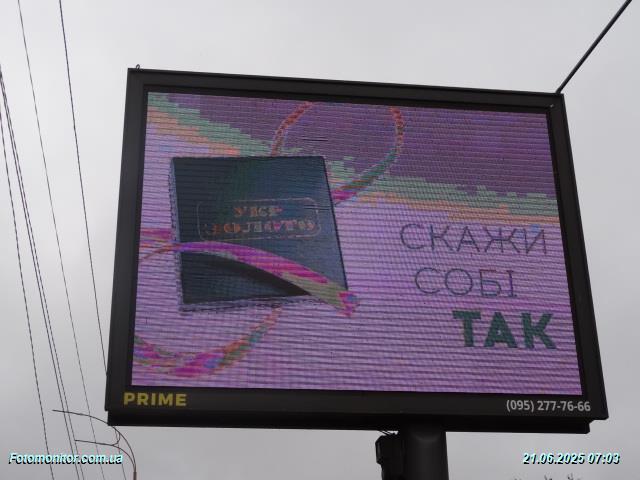 УКР
ЗОЛОТО
СКАЖИ
СОБІ
ТАК
PRIME
(095) 277-76-66
Fotomonitor.com.ua
21.06.2025 07:03